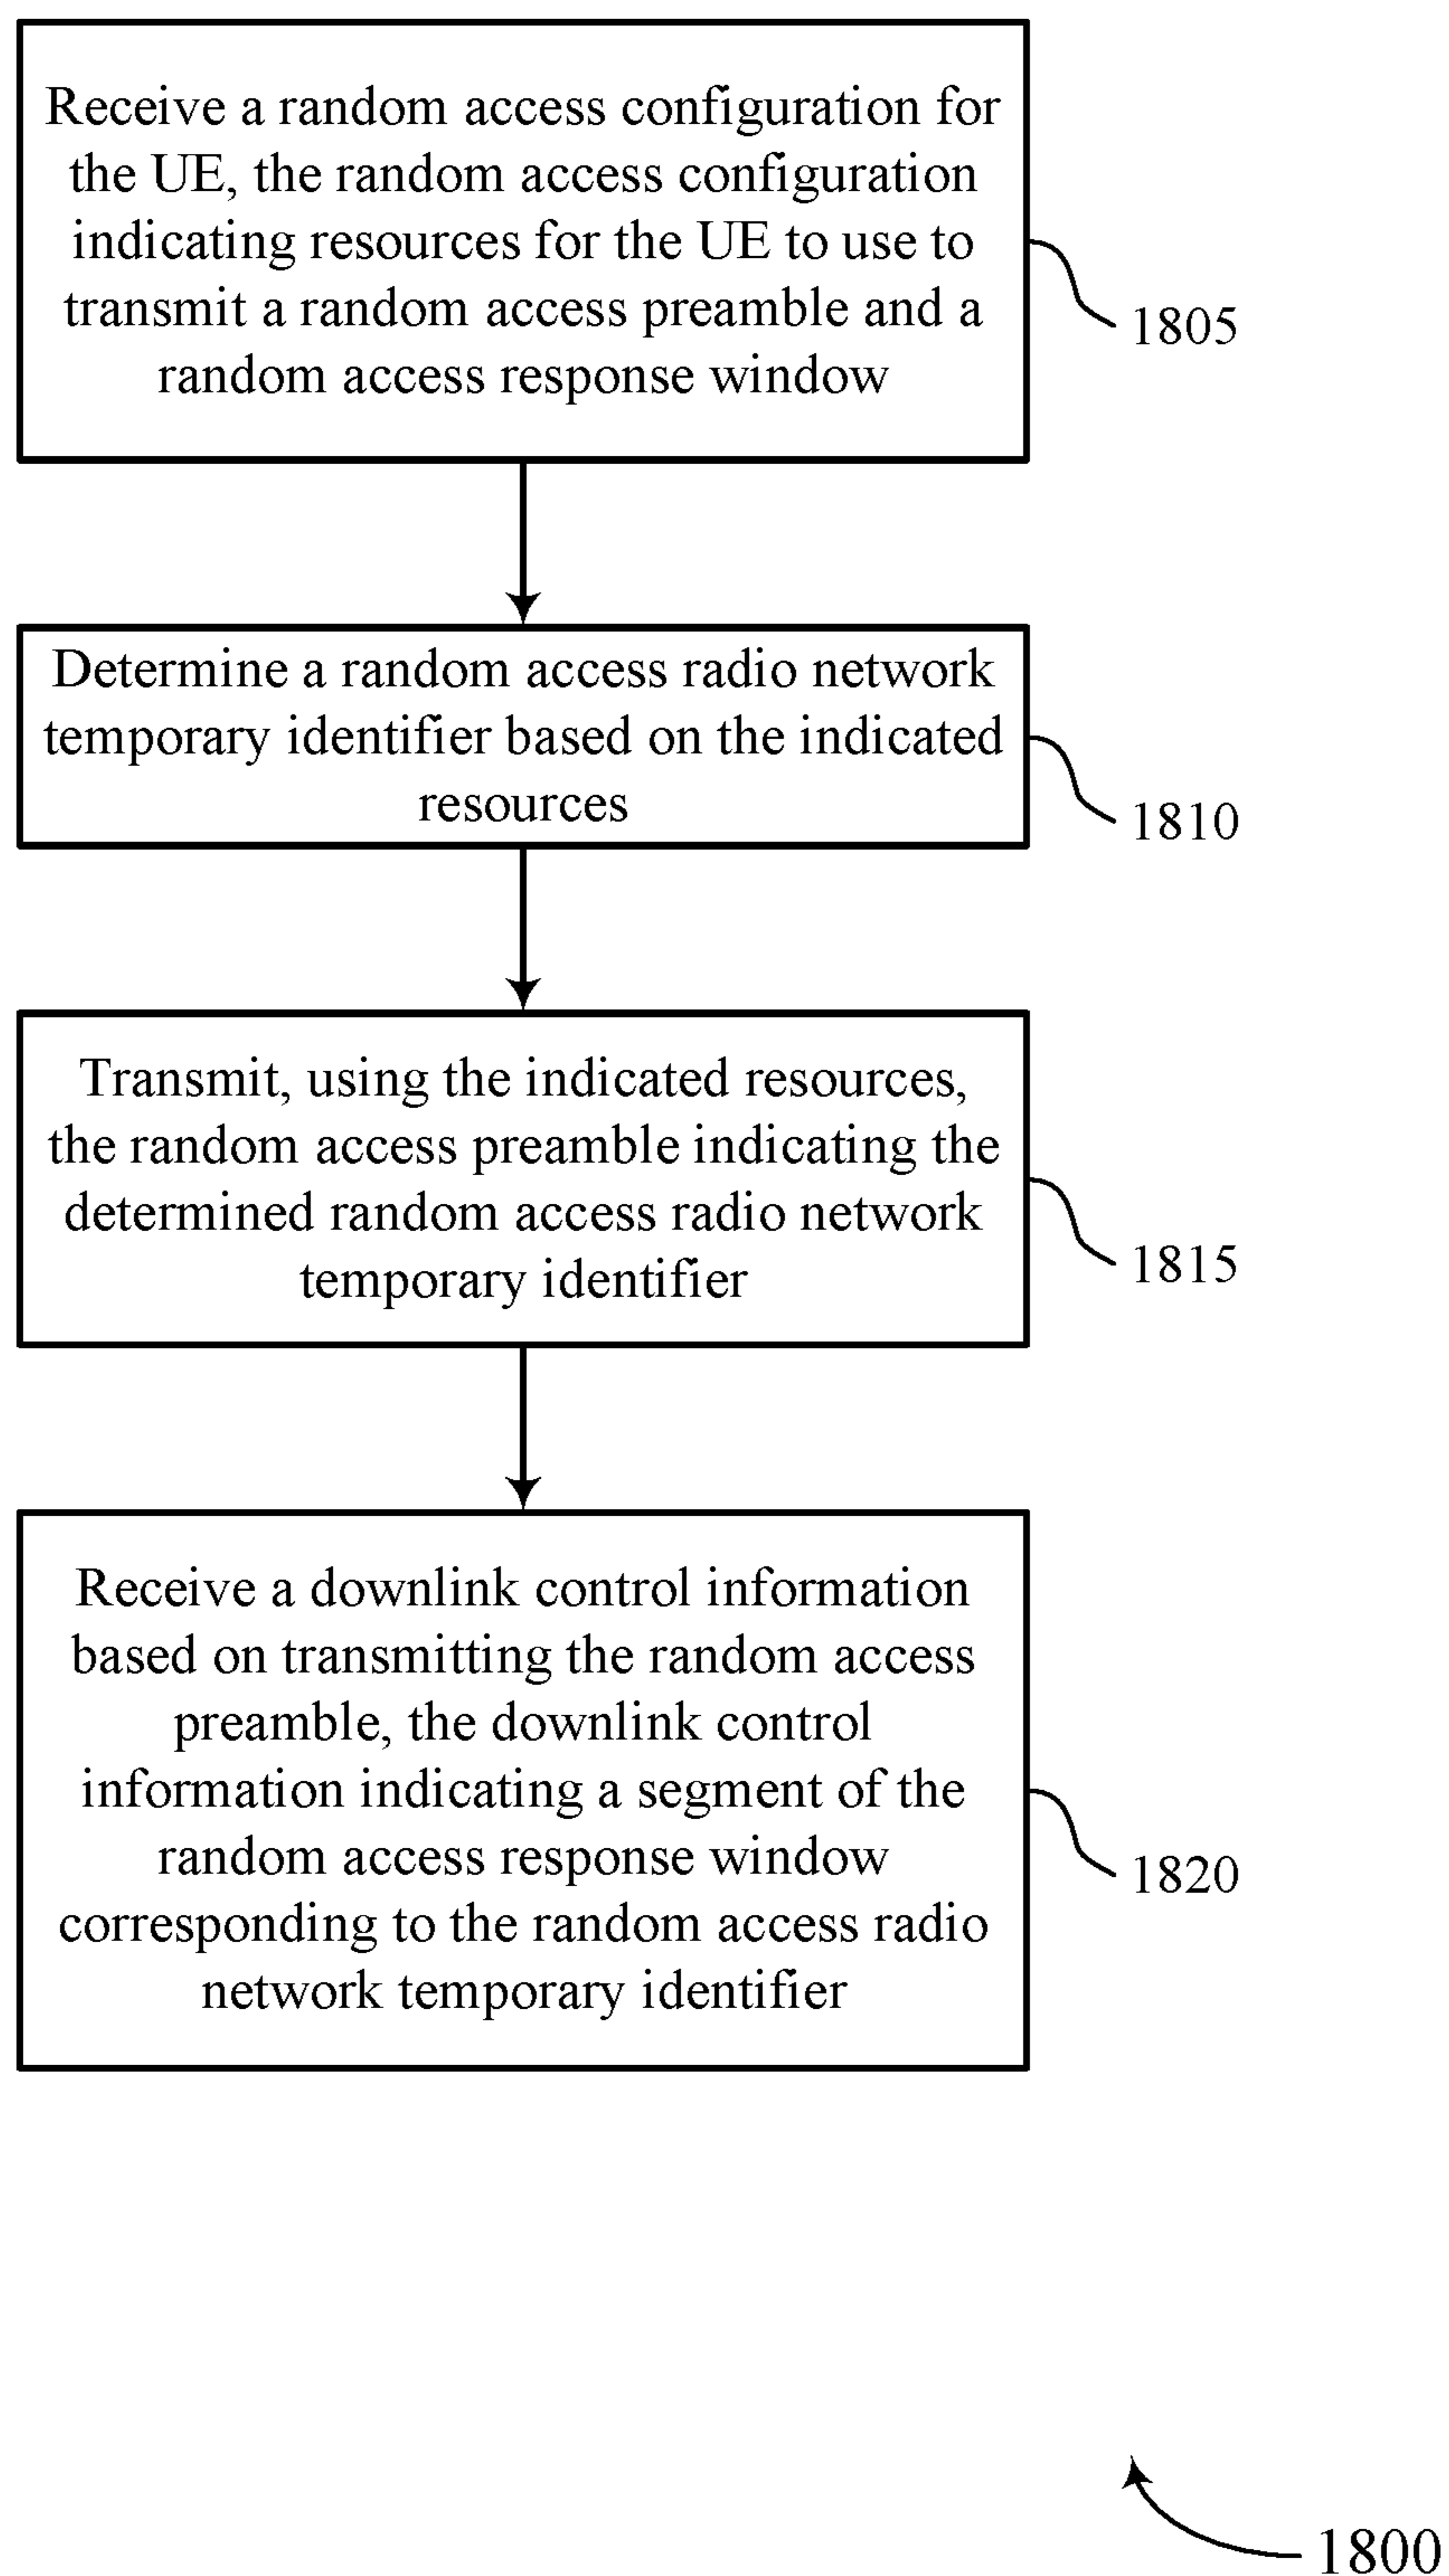 Receive a random access configuration for
the UE, the random access configuration
indicating resources for the UE to use to
transmit a random access preamble and a
random access response window
1805
Determine a random access radio network
temporary identifier based on the indicated
resources
1810
Transmit, using the indicated resources,
the random access preamble indicating the
determined random access radio network
temporary identifier
1815
Receive a downlink control information
based on transmitting the random access
preamble, the downlink control
information indicating a segment of the
random access response window
corresponding to the random access radio
network temporary identifier
1820
1800